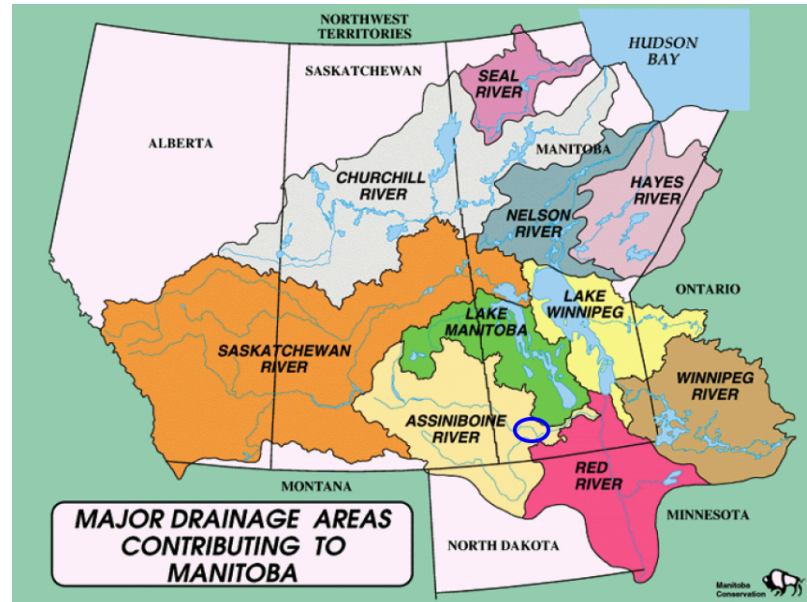 NORTHWEST
TERRITORIES
HUDSON
BAY
SASKATCHEWAN
SEAL
RIVER
ALBERTA
MANITOBA
CHURCHILL
RIVER
HAYES
RIVER
NELSON
RIVER
ONTARIO
LAKE
WINNIPEG
LAKE
MANITOBA
SASKATCHEWAN
RIVER
WINNIPEG
RIVER
ASSINIBOINE
RIVER
RED
RIVER
MONTANA
MINNESOTA
NORTH DAKOTA
MAJOR DRAINAGE AREAS
CONTRIBUTING TO
MANITOBA
Manitoba
Conservation